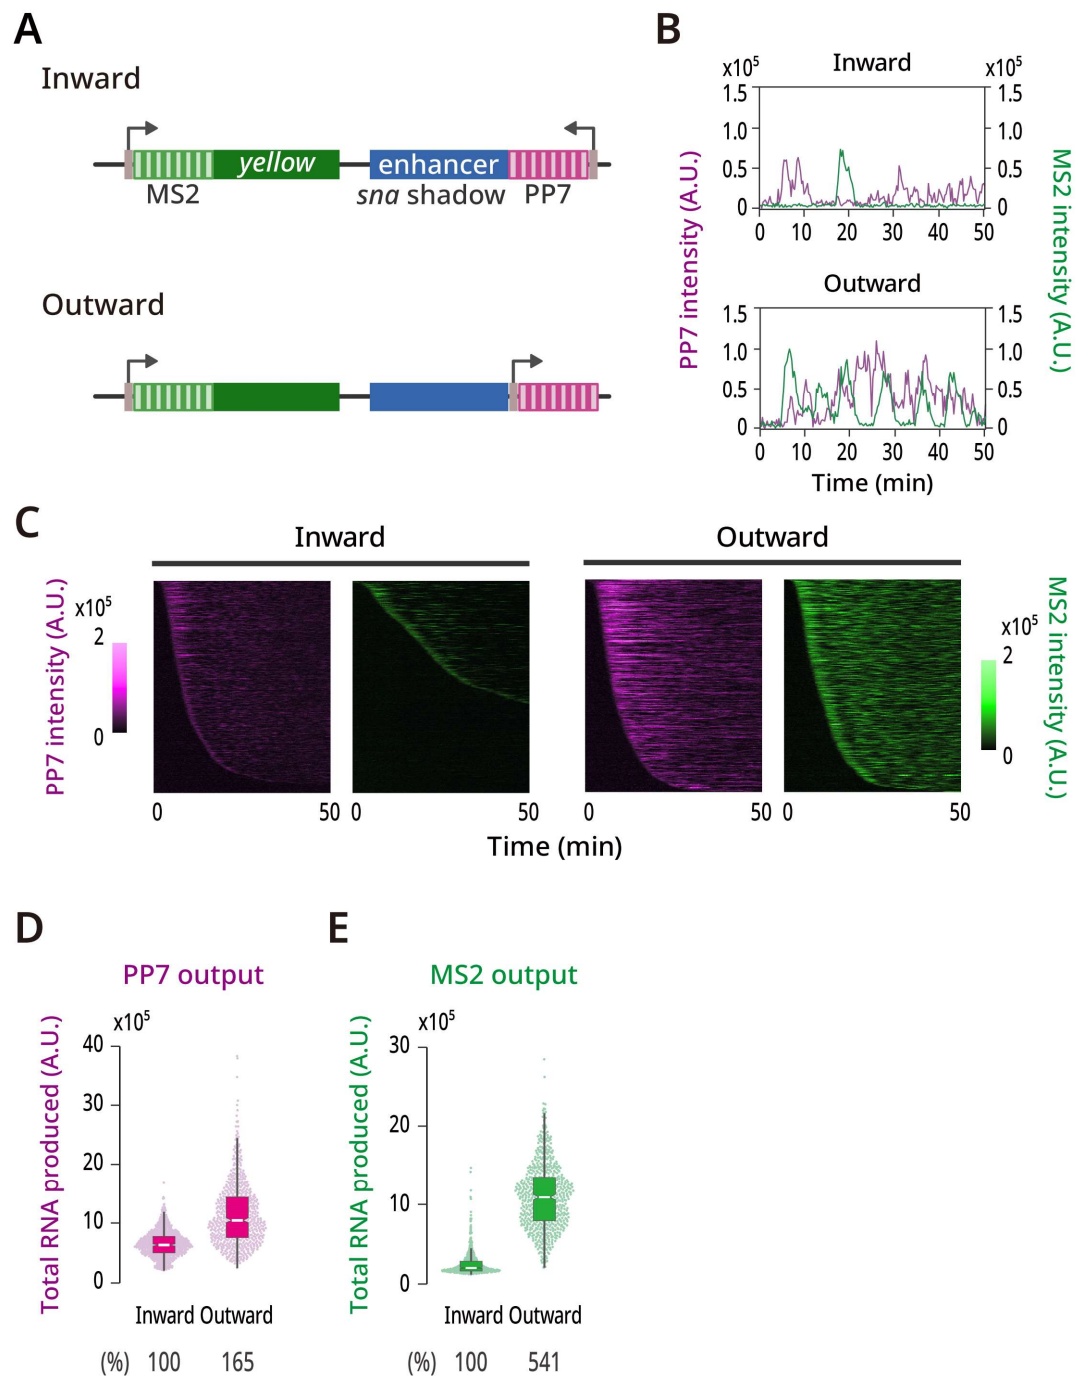 A
Inward
yellow
enhancer
MS2
sna shadow
PP7
Outward
B
x10⁵
Inward
x10⁵
1.5
1.0
0.5
0
1.5
1.0
0.5
0
0 10 20 30 40 50
Outward
1.5
1.0
0.5
0
1.5
1.0
0.5
0
0 10 20 30 40 50
Time (min)
PP7 intensity (A.U.)
MS2 intensity (A.U.)
C
Inward
Outward
PP7 intensity (A.U.)
x10⁵
2
0
MS2 intensity (A.U.)
x10⁵
2
0
0 50 0 50 0 50 0 50
Time (min)
D
PP7 output
Total RNA produced (A.U.)
x10⁵
40
30
20
10
0
Inward Outward
(%) 100 165
E
MS2 output
Total RNA produced (A.U.)
x10⁵
30
20
10
0
Inward Outward
(%) 100 541